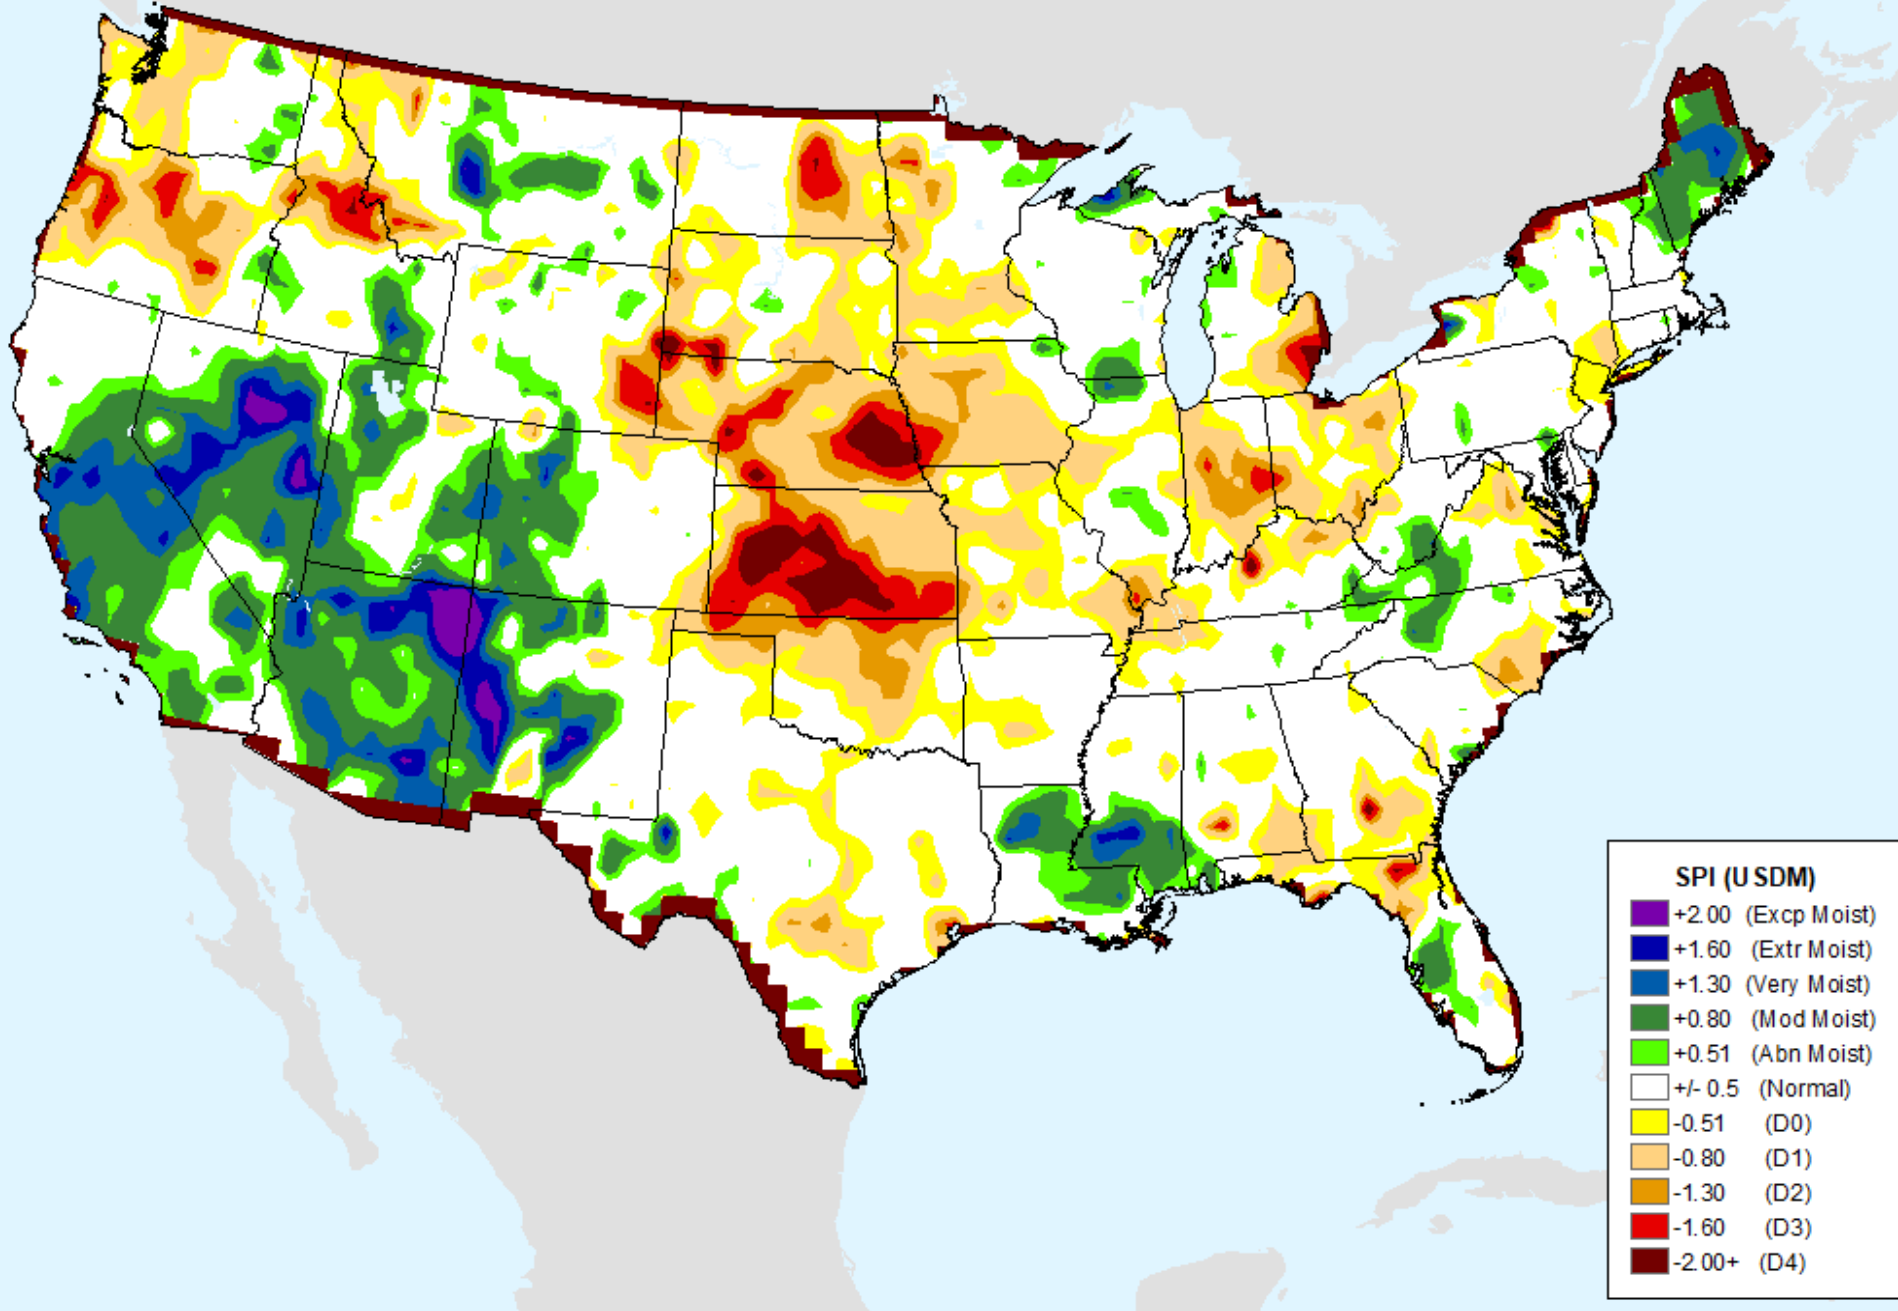 SPI (USDM)
+2.00 (Excp Moist)
+1.60 (Extr Moist)
+1.30 (Very Moist)
+0.80 (Mod Moist)
+0.51 (Abn Moist)
+/- 0.5 (Normal)
-0.51 (D0)
-0.80 (D1)
-1.30 (D2)
-1.60 (D3)
-2.00+ (D4)